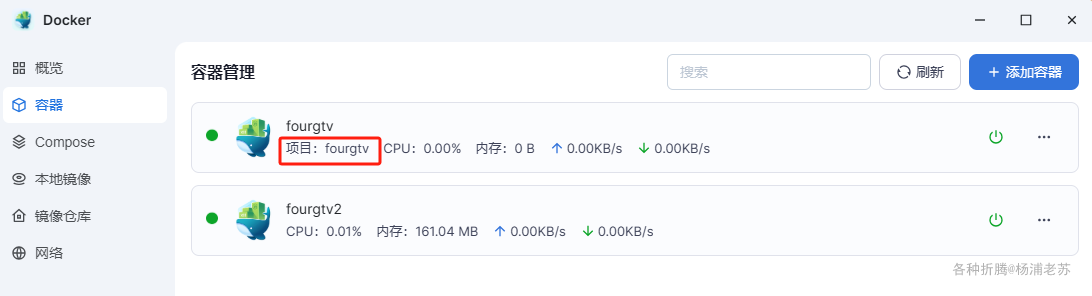 Docker
概览
容器
Compose
本地镜像
镜像仓库
网络
容器管理
搜索
刷新
添加容器
fourgtv
项目：fourgtv CPU：0.00% 内存：0 B 0.00KB/s 0.00KB/s
fourgtv2
CPU：0.01% 内存：161.04 MB 0.00KB/s 0.00KB/s
各种折腾@杨浦老苏